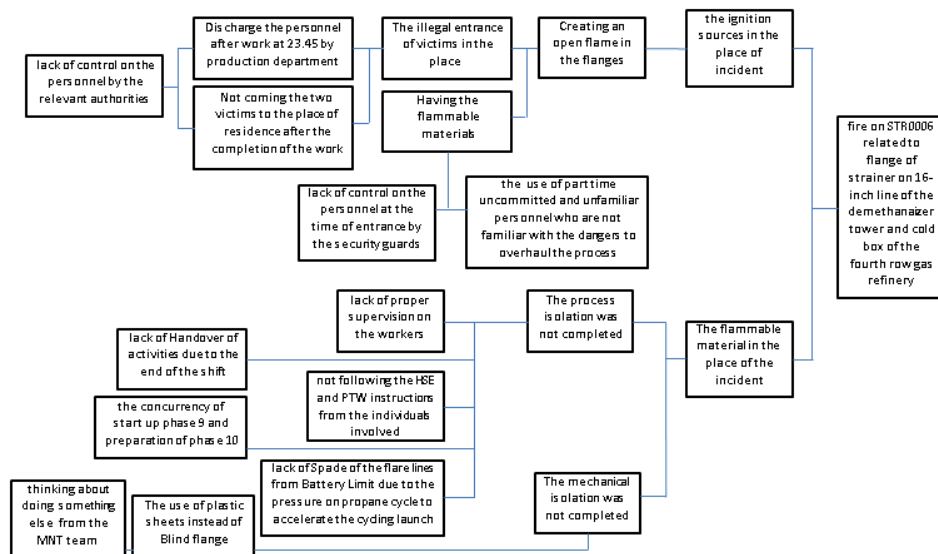 Discharge the personnel
after work at 23.45 by
production department
The illegal entrance
of victims in the
place
Creating an
open flame in
the flanges
the ignition
sources in the
place of
incident
lack of control on the
personnel by the
relevant authorities
Not coming the two
victims to the place of
residence after the
completion of the work
Having the
flammable
materials
fire on STR0006
related to
flange of
strainer on 16-
inch line of the
demethanaizer
tower and cold
box of the
fourth row gas
refinery
lack of control on the
personnel at the
time of entrance by
the security guards
the use of part time
uncommitted and unfamiliar
personnel who are not
familiar with the dangers to
overhaul the process
lack of proper
supervision on
the workers
The process
isolation was
not completed
lack of Handover of
activities due to the
end of the shift
The flammable
material in the
place of the
incident
not following the HSE
and PTW instructions
from the individuals
involved
the concurrency of
start up phase 9 and
preparation of phase 10
lack of Spade of the flare lines
from Battery Limit due to the
pressure on propane cycle to
accelerate the cycling launch
The mechanical
isolation was
not completed
thinking about
doing something
else from the
MNT team
The use of plastic
sheets instead of
Blind flange